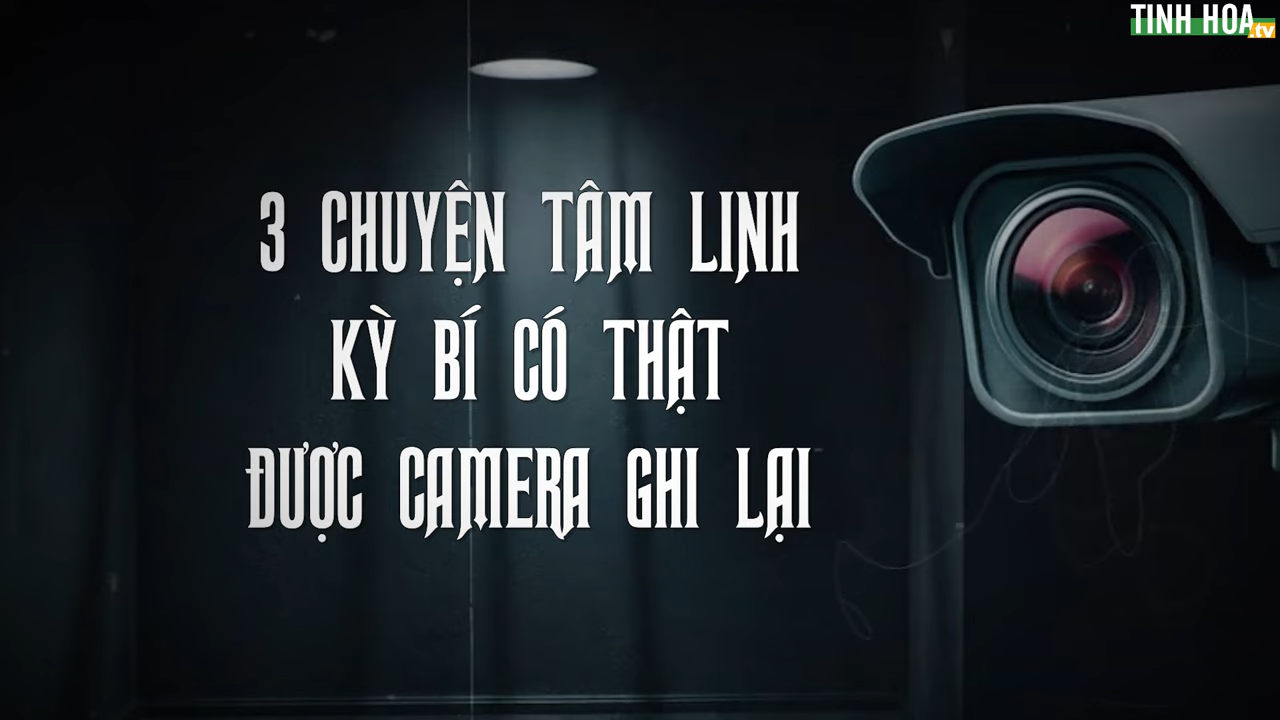 TINH HOA
.tv
3 CHUYỆN TÂM LINH
KỲ BÍ CÓ THẬT
ĐƯỢC CAMERA GHI LẠI